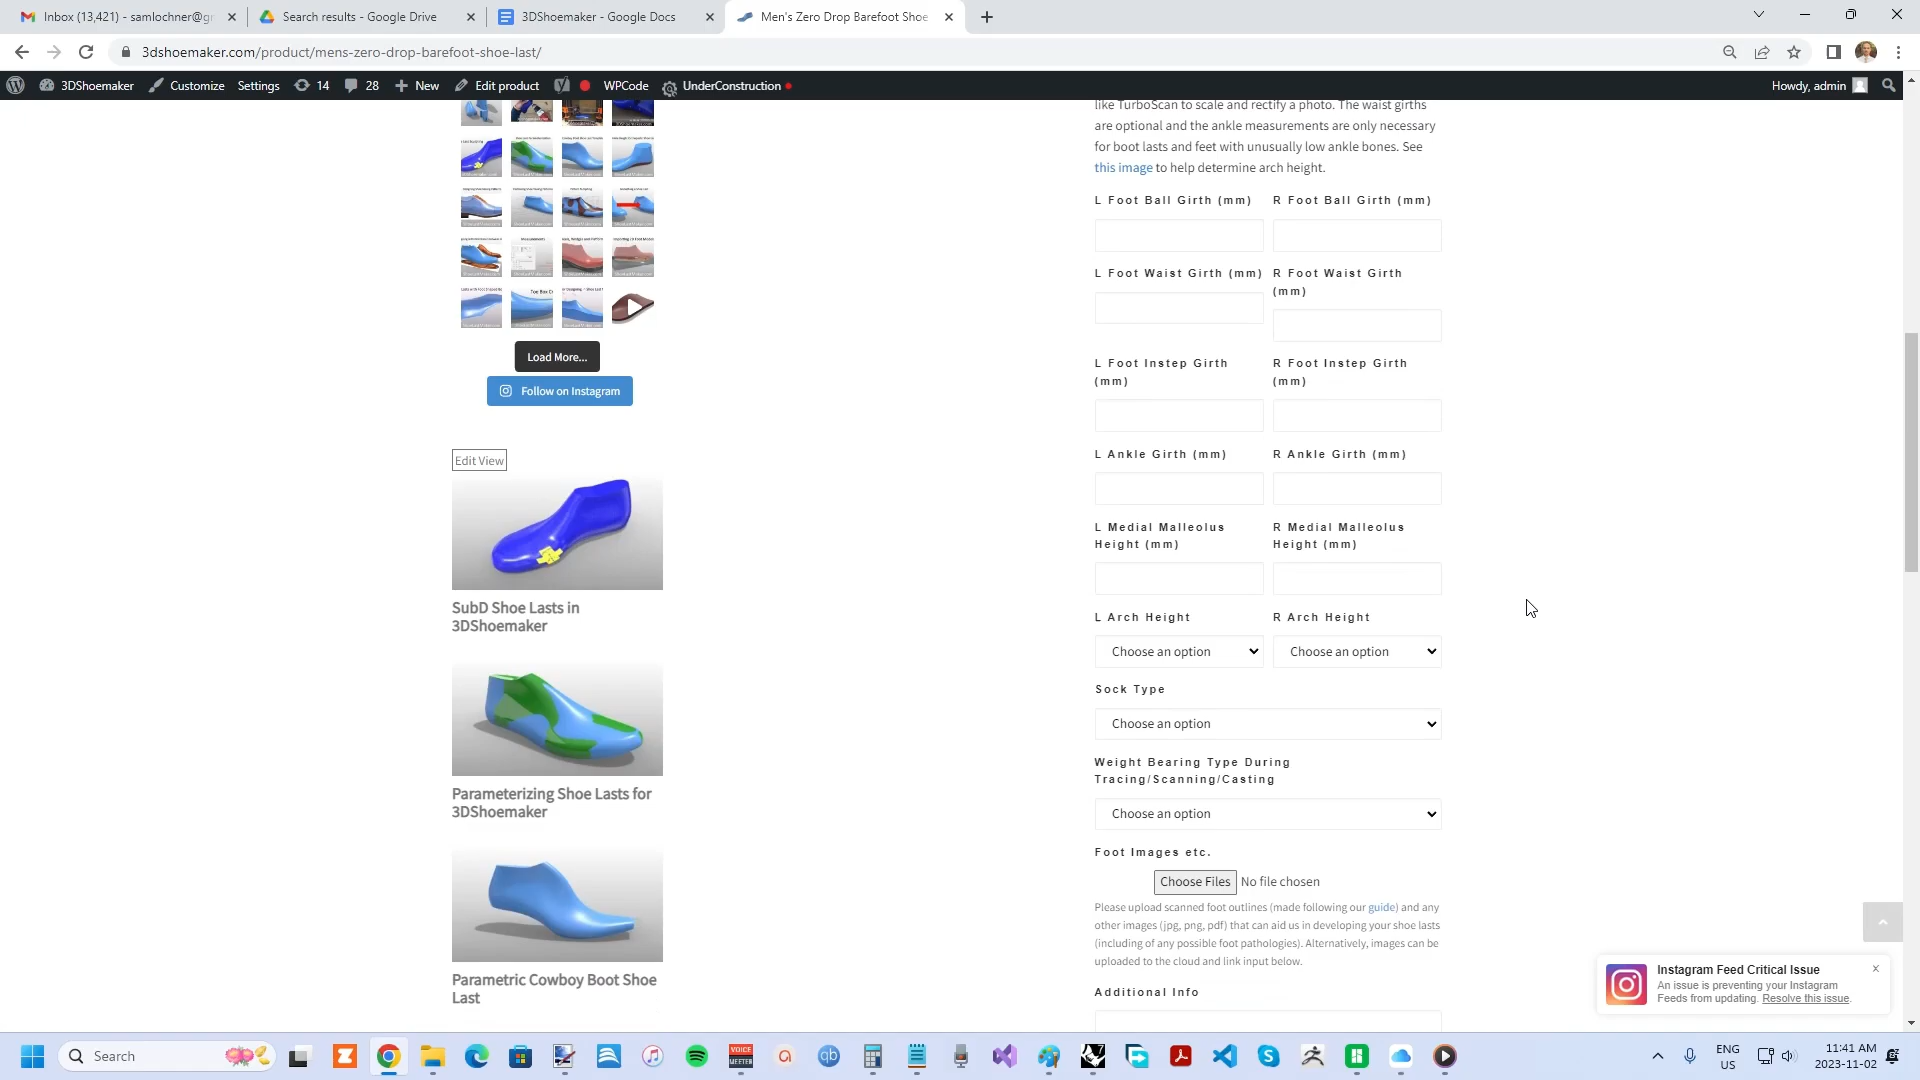 Inbox (13,421) - samlochner@gr
Search results - Google Drive
3DShoemaker - Google Docs
Men's Zero Drop Barefoot Shoe
3dshoemaker.com/product/mens-zero-drop-barefoot-shoe-last/
3DShoemaker Customize Settings 14 28 New Edit product WPCode UnderConstruction Howdy, admin
like TurboScan to scale and rectify a photo. The waist girths
are optional and the ankle measurements are only necessary
for boot lasts and feet with unusually low ankle bones. See
this image to help determine arch height.
L Foot Ball Girth (mm)
R Foot Ball Girth (mm)
L Foot Waist Girth (mm)
R Foot Waist Girth
(mm)
L Foot Instep Girth
(mm)
R Foot Instep Girth
(mm)
L Ankle Girth (mm)
R Ankle Girth (mm)
L Medial Malleolus
Height (mm)
R Medial Malleolus
Height (mm)
L Arch Height
R Arch Height
Choose an option
Choose an option
Sock Type
Choose an option
Weight Bearing Type During
Tracing/Scanning/Casting
Choose an option
Foot Images etc.
Choose Files No file chosen
Please upload scanned foot outlines (made following our guide) and any
other images (jpg, png, pdf) that can aid us in developing your shoe lasts
(including of any possible foot pathologies). Alternatively, images can be
uploaded to the cloud and link input below.
Additional Info
Load More...
Follow on Instagram
Edit View
SubD Shoe Lasts in
3DShoemaker
Parameterizing Shoe Lasts for
3DShoemaker
Parametric Cowboy Boot Shoe
Last
Instagram Feed Critical Issue
An issue is preventing your Instagram
Feeds from updating. Resolve this issue.
Search
VOICE
MEETER
qb
ENG
US
11:41 AM
2023-11-02